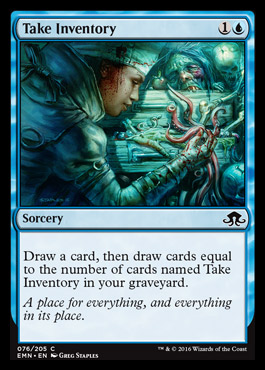 Take Inventory 1
Sorcery
Draw a card, then draw cards equal
to the number of cards named Take
Inventory in your graveyard.
A place for everything, and everything
in its place.
076/205 C
EMN • EN Greg Staples
™ & © 2016 Wizards of the Coast